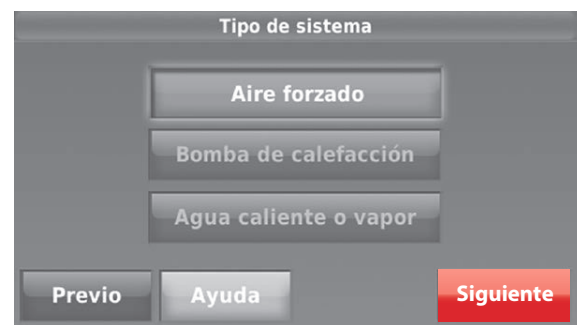 Tipo de sistema
Aire forzado
Bomba de calefacción
Agua caliente o vapor
Previo Ayuda Siguiente